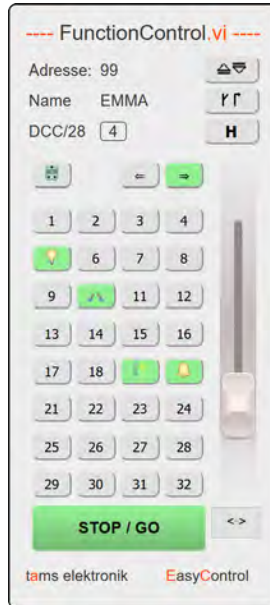 ---- FunctionControl.vi ----
Adresse: 99
Name EMMA
DCC/28 4
H
⇐ ⇒
1 2 3 4
6 7 8
9 11 12
13 14 15 16
17 18
21 22 23 24
25 26 27 28
29 30 31 32
STOP / GO <->
tams elektronik EasyControl